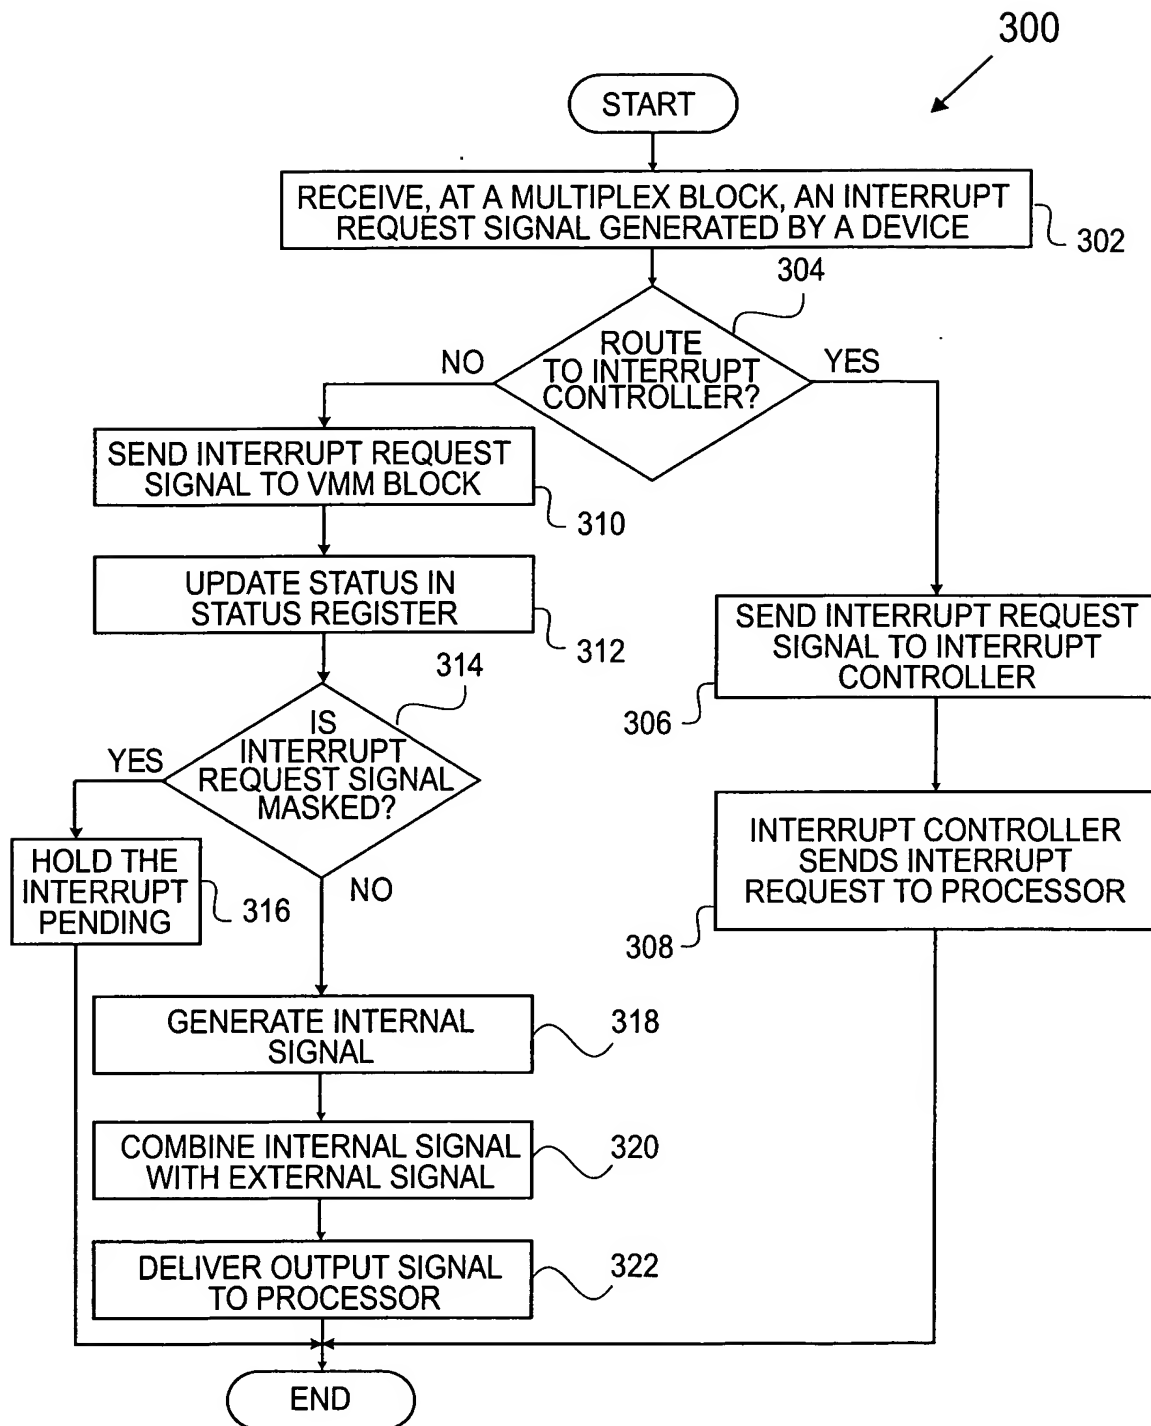 300
START
RECEIVE, AT A MULTIPLEX BLOCK, AN INTERRUPT
REQUEST SIGNAL GENERATED BY A DEVICE
302
304
ROUTE
TO INTERRUPT
CONTROLLER?
NO
YES
SEND INTERRUPT REQUEST
SIGNAL TO VMM BLOCK
310
UPDATE STATUS IN
STATUS REGISTER
312
SEND INTERRUPT REQUEST
SIGNAL TO INTERRUPT
CONTROLLER
306
314
IS
INTERRUPT
REQUEST SIGNAL
MASKED?
YES
NO
HOLD THE
INTERRUPT
PENDING
316
INTERRUPT CONTROLLER
SENDS INTERRUPT
REQUEST TO PROCESSOR
308
GENERATE INTERNAL
SIGNAL
318
COMBINE INTERNAL SIGNAL
WITH EXTERNAL SIGNAL
320
DELIVER OUTPUT SIGNAL
TO PROCESSOR
322
END